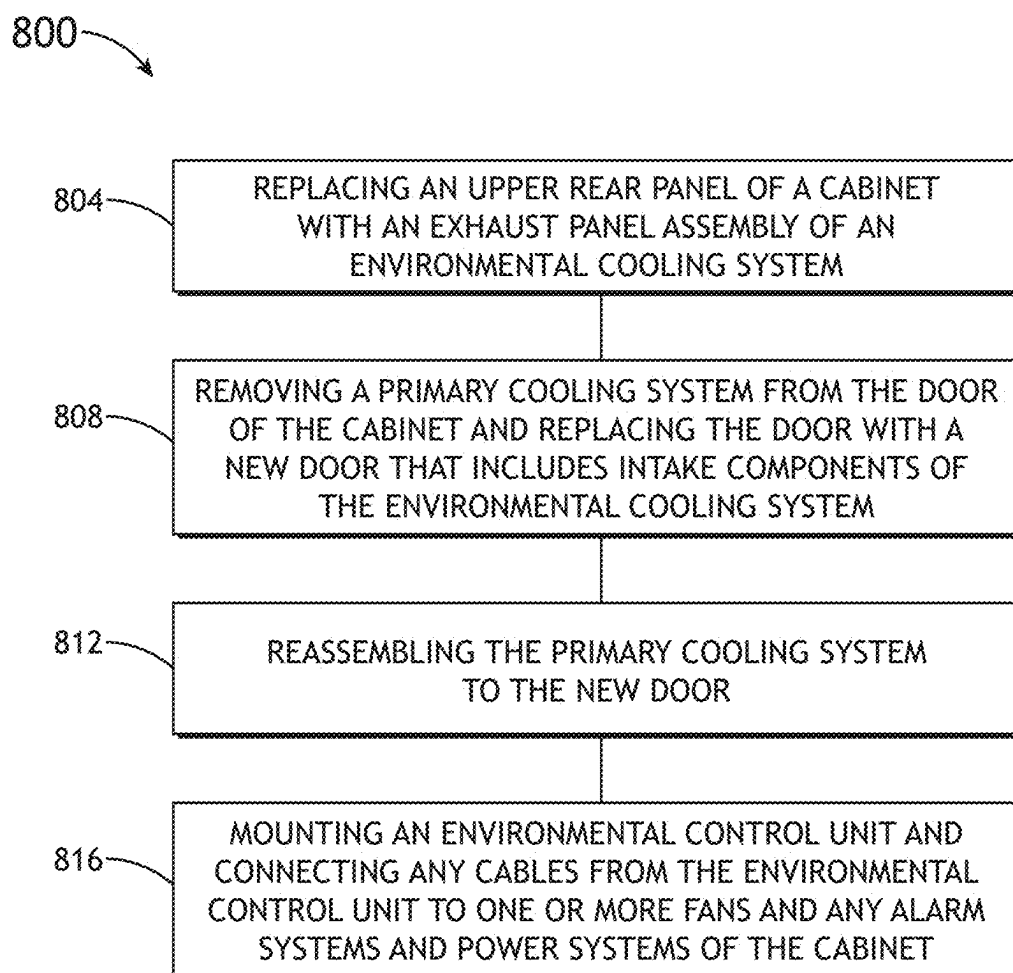 800
804
REPLACING AN UPPER REAR PANEL OF A CABINET
WITH AN EXHAUST PANEL ASSEMBLY OF AN
ENVIRONMENTAL COOLING SYSTEM
808
REMOVING A PRIMARY COOLING SYSTEM FROM THE DOOR
OF THE CABINET AND REPLACING THE DOOR WITH A
NEW DOOR THAT INCLUDES INTAKE COMPONENTS OF
THE ENVIRONMENTAL COOLING SYSTEM
812
REASSEMBLING THE PRIMARY COOLING SYSTEM
TO THE NEW DOOR
816
MOUNTING AN ENVIRONMENTAL CONTROL UNIT AND
CONNECTING ANY CABLES FROM THE ENVIRONMENTAL
CONTROL UNIT TO ONE OR MORE FANS AND ANY ALARM
SYSTEMS AND POWER SYSTEMS OF THE CABINET